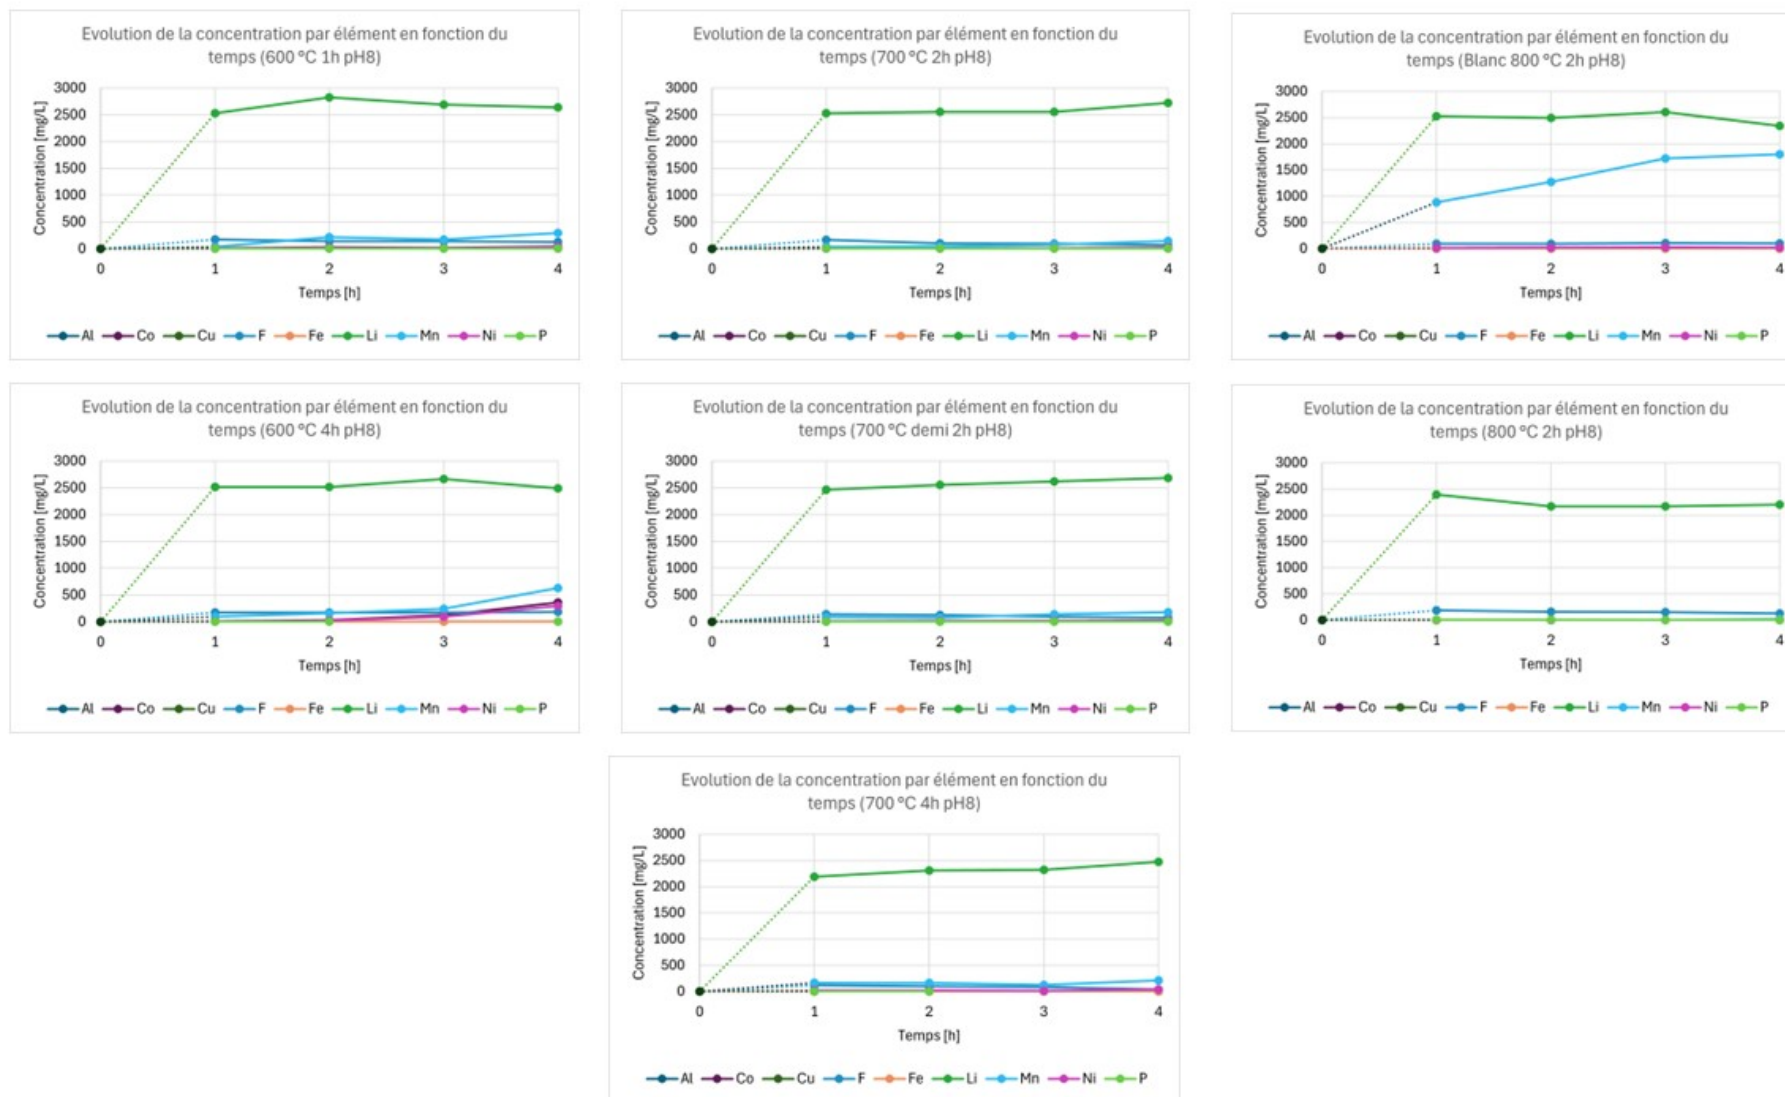 Evolution de la concentration par élément en fonction du
temps (600 °C 1h pH8)
Concentration [mg/L]
3000
2500
2000
1500
1000
500
0
0 1 2 3 4
Temps [h]
Al Co Cu F Fe Li Mn Ni P
Evolution de la concentration par élément en fonction du
temps (700 °C 2h pH8)
Concentration [mg/L]
3000
2500
2000
1500
1000
500
0
0 1 2 3 4
Temps [h]
Al Co Cu F Fe Li Mn Ni P
Evolution de la concentration par élément en fonction du
temps (Blanc 800 °C 2h pH8)
Concentration [mg/L]
3000
2500
2000
1500
1000
500
0
0 1 2 3 4
Temps [h]
Al Co Cu F Fe Li Mn Ni P
Evolution de la concentration par élément en fonction du
temps (600 °C 4h pH8)
Concentration [mg/L]
3000
2500
2000
1500
1000
500
0
0 1 2 3 4
Temps [h]
Al Co Cu F Fe Li Mn Ni P
Evolution de la concentration par élément en fonction du
temps (700 °C demi 2h pH8)
Concentration [mg/L]
3000
2500
2000
1500
1000
500
0
0 1 2 3 4
Temps [h]
Al Co Cu F Fe Li Mn Ni P
Evolution de la concentration par élément en fonction du
temps (800 °C 2h pH8)
Concentration [mg/L]
3000
2500
2000
1500
1000
500
0
0 1 2 3 4
Temps [h]
Al Co Cu F Fe Li Mn Ni P
Evolution de la concentration par élément en fonction du
temps (700 °C 4h pH8)
Concentration [mg/L]
3000
2500
2000
1500
1000
500
0
0 1 2 3 4
Temps [h]
Al Co Cu F Fe Li Mn Ni P